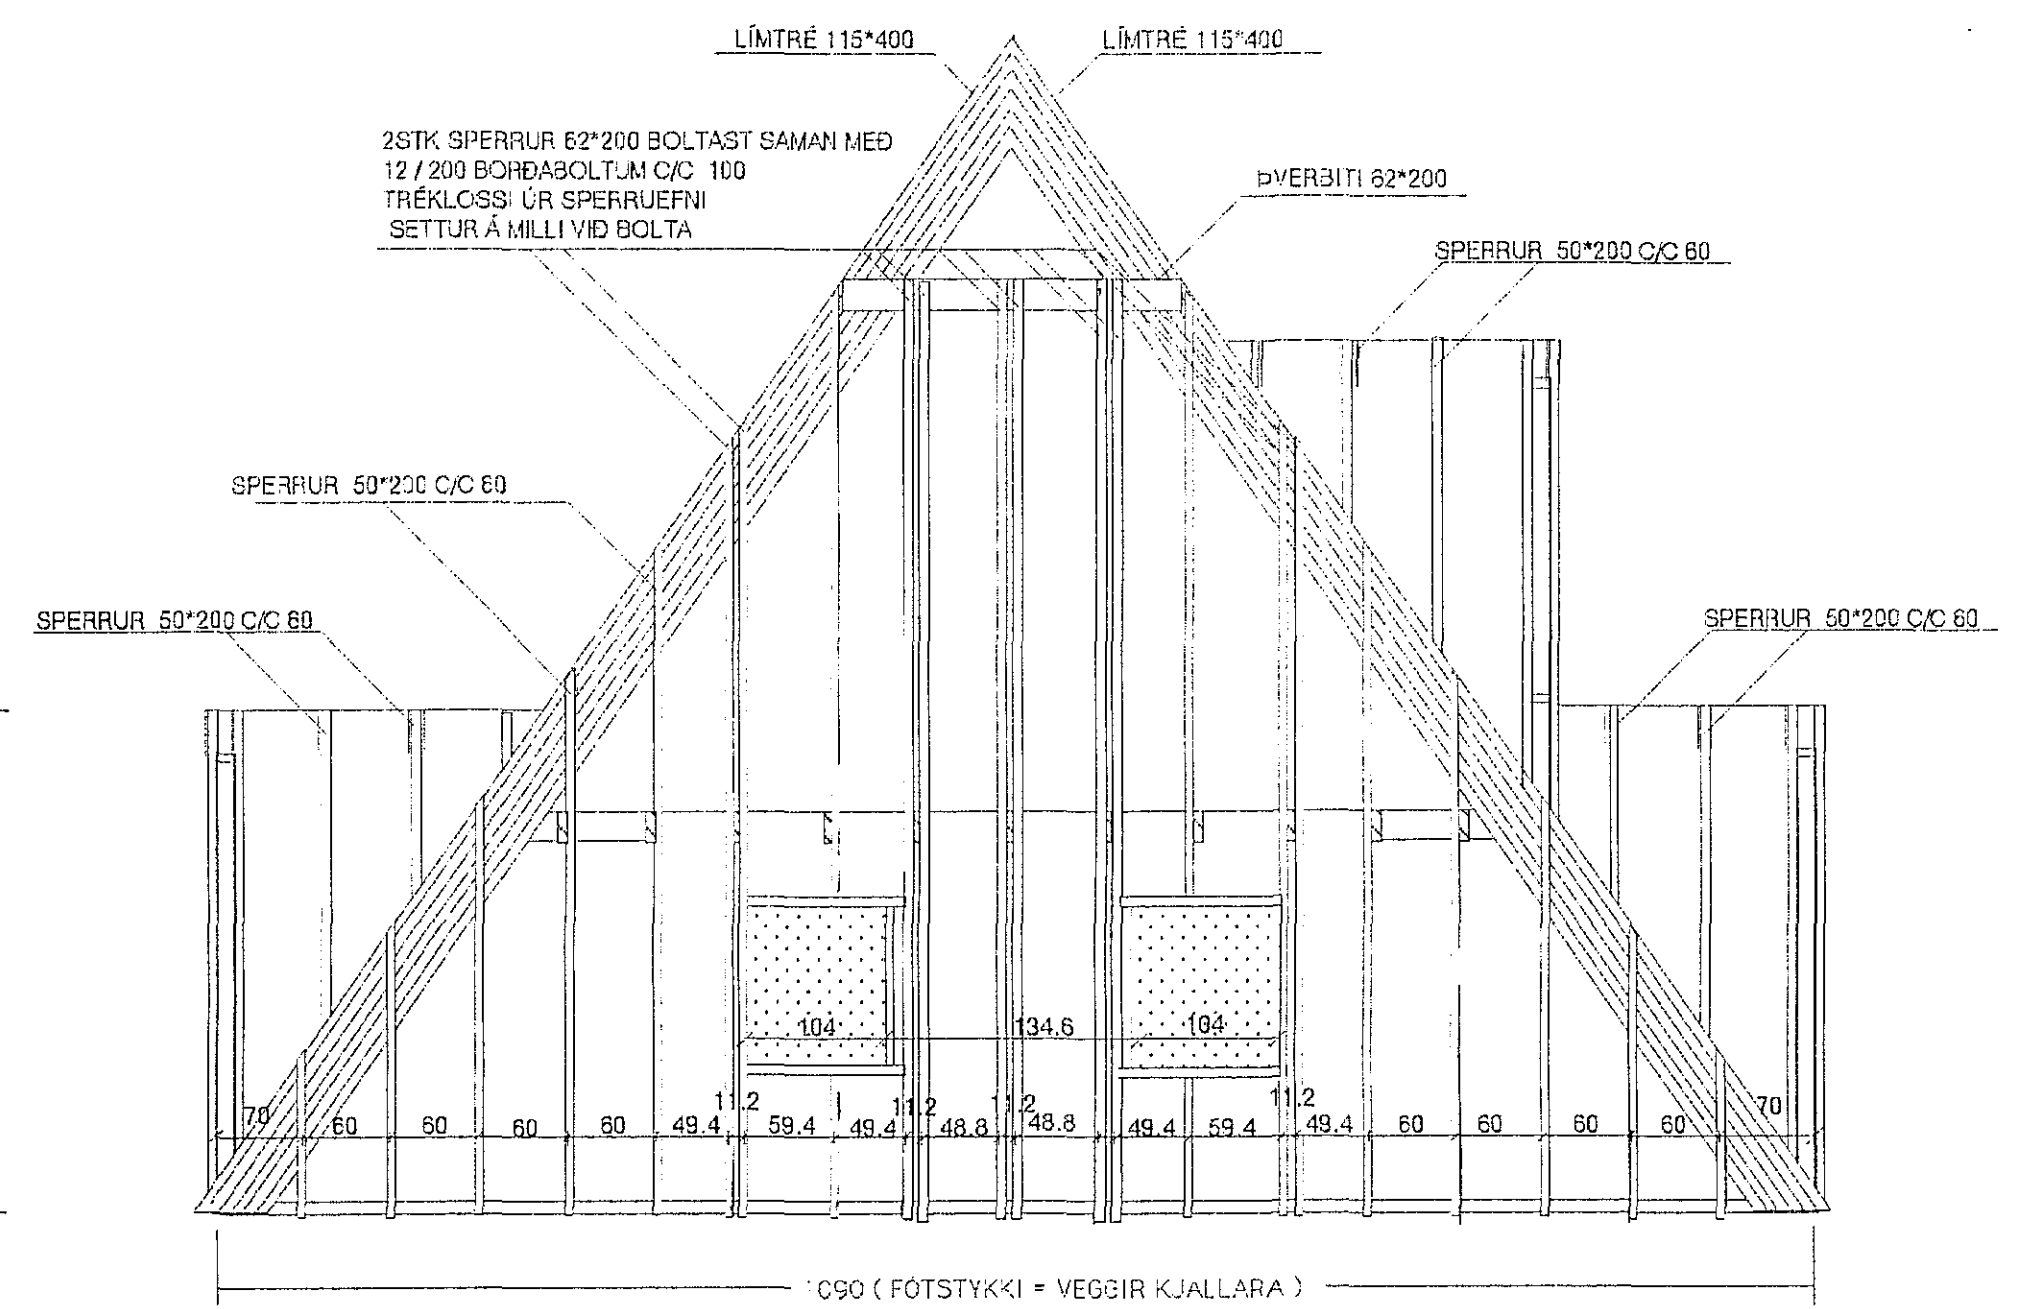 LÍMTRÉ 115*400
LÍMTRÉ 115*400
2STK SPERRUR 62*200 BOLTAST SAMAN MEÐ
12 / 200 BORÐABOLTUM C/C 100
TRÉKLOSSI ÚR SPERRUEFNI
SETTUR Á MILLI VIÐ BOLTA
ÞVERBITI 62*200
SPERRUR 50*200 C/C 60
SPERRUR 50*200 C/C 60
SPERRUR 50*200 C/C 60
SPERRUR 50*200 C/C 60
104
134.6
104
11.2
11.2
11.2
11.2
70
60
60
60
60
49.4
59.4
49.4
48.8
48.8
49.4
59.4
49.4
60
60
60
60
70
1090 ( FÓTSTYKKI = VEGGIR KJALLARA )